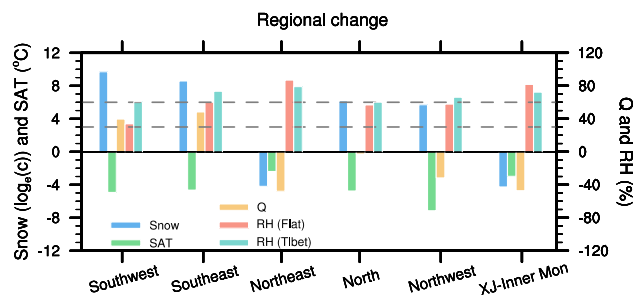 Regional change
Snow (logₑ(c)) and SAT (ºC)
12
8
4
0
-4
-8
-12
120
80
40
0
-40
-80
-120
Q and RH (%)
Snow
SAT
Q
RH (Flat)
RH (TIbet)
Southwest
Southeast
Northeast
North
Northwest
XJ-Inner Mon